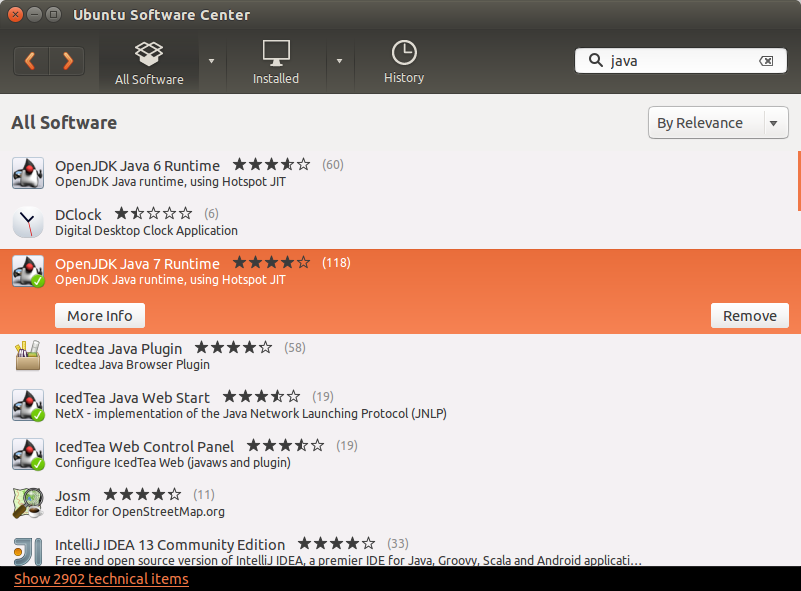 Ubuntu Software Center
All Software
Installed
History
java
All Software
By Relevance
OpenJDK Java 6 Runtime (60)
OpenJDK Java runtime, using Hotspot JIT
DClock (6)
Digital Desktop Clock Application
OpenJDK Java 7 Runtime (118)
OpenJDK Java runtime, using Hotspot JIT
More Info Remove
Icedtea Java Plugin (58)
Icedtea Java Browser Plugin
IcedTea Java Web Start (19)
NetX - implementation of the Java Network Launching Protocol (JNLP)
IcedTea Web Control Panel (19)
Configure IcedTea Web (javaws and plugin)
Josm (11)
Editor for OpenStreetMap.org
IntelliJ IDEA 13 Community Edition (33)
Free and open source version of IntelliJ IDEA, a premier IDE for Java, Groovy, Scala and Android applicati...
Show 2902 technical items